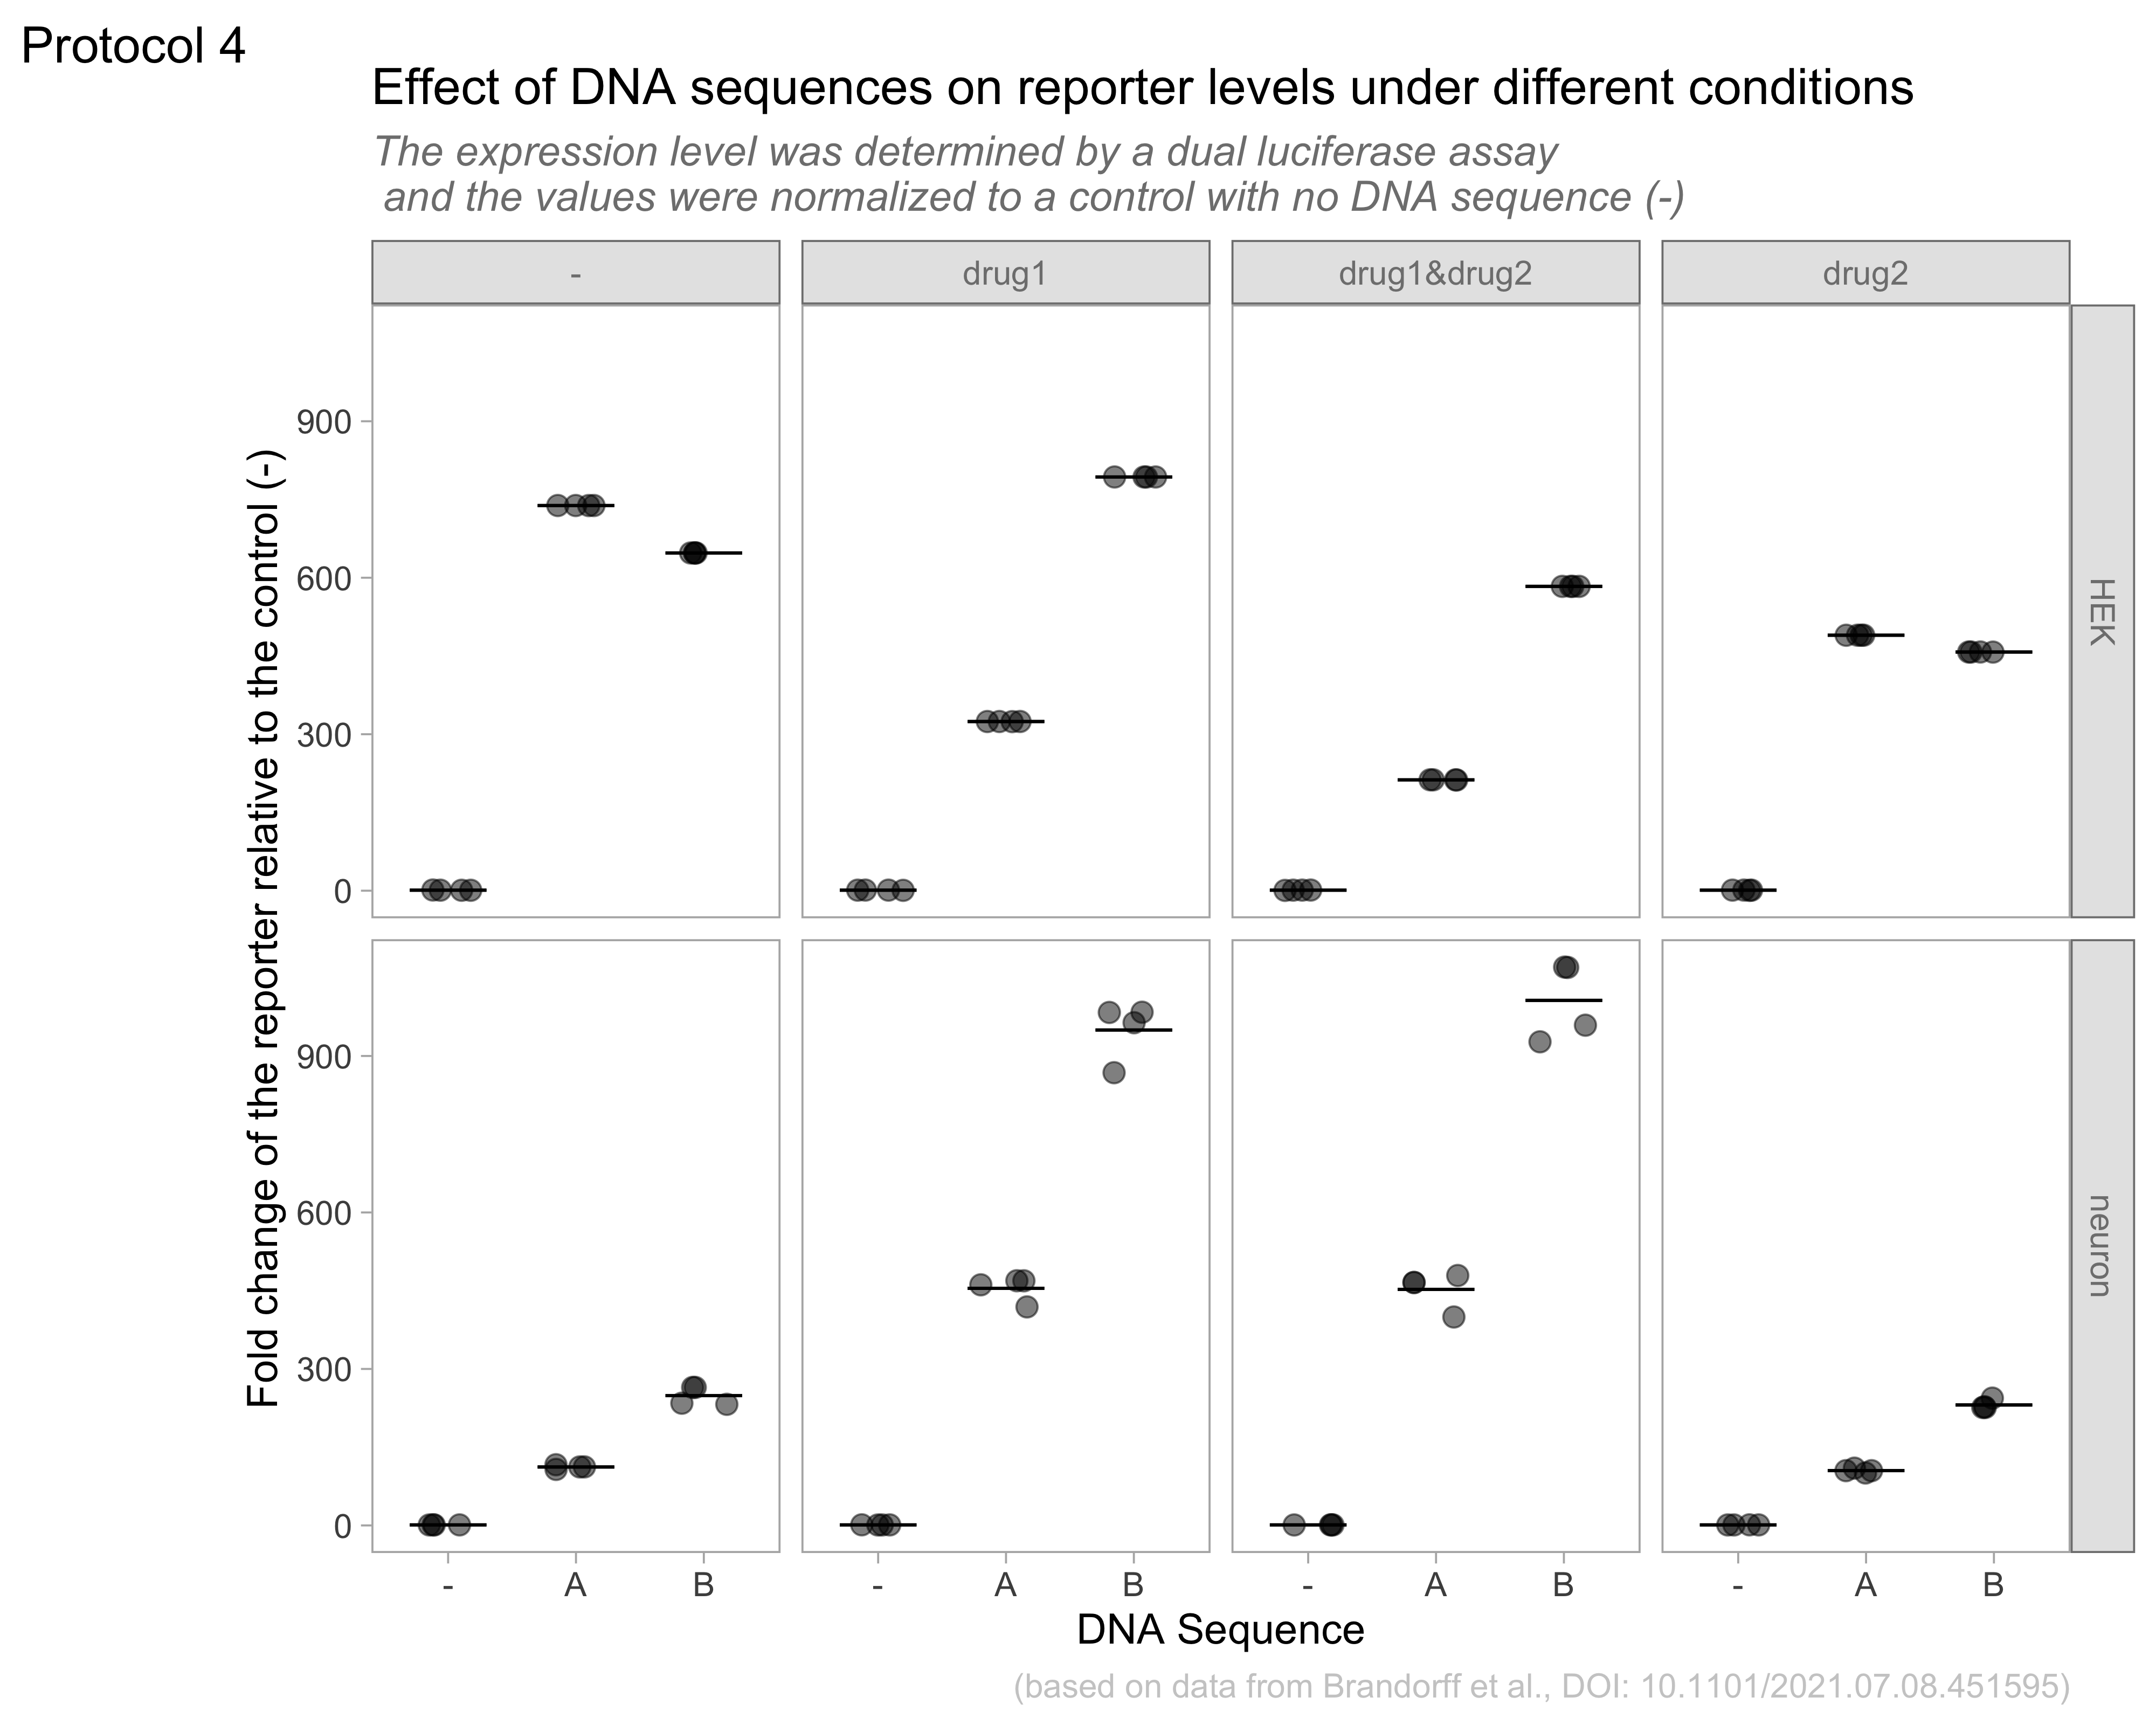 Protocol 4
Effect of DNA sequences on reporter levels under different conditions
The expression level was determined by a dual luciferase assay
and the values were normalized to a control with no DNA sequence (-)
-
drug1
drug1&drug2
drug2
Fold change of the reporter relative to the control (-)
900
600
300
0
HEK
900
600
300
0
neuron
- A B - A B - A B - A B
DNA Sequence
(based on data from Brandorff et al., DOI: 10.1101/2021.07.08.451595)